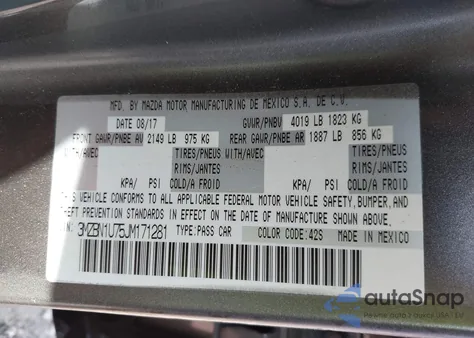 MFD. BY MAZDA MOTOR MANUFACTURING DE MEXICO S.A. DE C.V.
DATE 08/17 GVWR/PNBV 4019 LB 1823 KG
FRONT GAWR/PNBE AV 2149 LB 975 KG REAR GAWR/PNBE AR 1887 LB 856 KG
WITH/AVEC TIRES/PNEUS WITH/AVEC TIRES/PNEUS
RIMS/JANTES RIMS/JANTES
KPA/ PSI COLD/A FROID KPA/ PSI COLD/A FROID
THIS VEHICLE CONFORMS TO ALL APPLICABLE FEDERAL MOTOR VEHICLE SAFETY, BUMPER, AND
THEFT PREVENTION STANDARDS IN EFFECT ON THE DATE OF MANUFACTURE SHOWN ABOVE.
3MZBN1U75JM171281 TYPE:PASS CAR COLOR CODE:42S MADE IN MEXICO
autoSnap